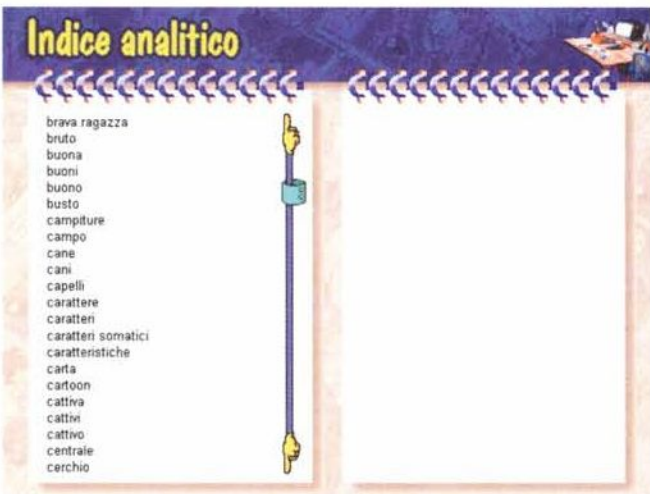 Indice analitico
brava ragazza
bruto
buona
buoni
buono
busto
campiture
campo
cane
cani
capelli
carattere
caratteri
caratteri somatici
caratteristiche
carta
cartoon
cattiva
cattivi
cattivo
centrale
cerchio